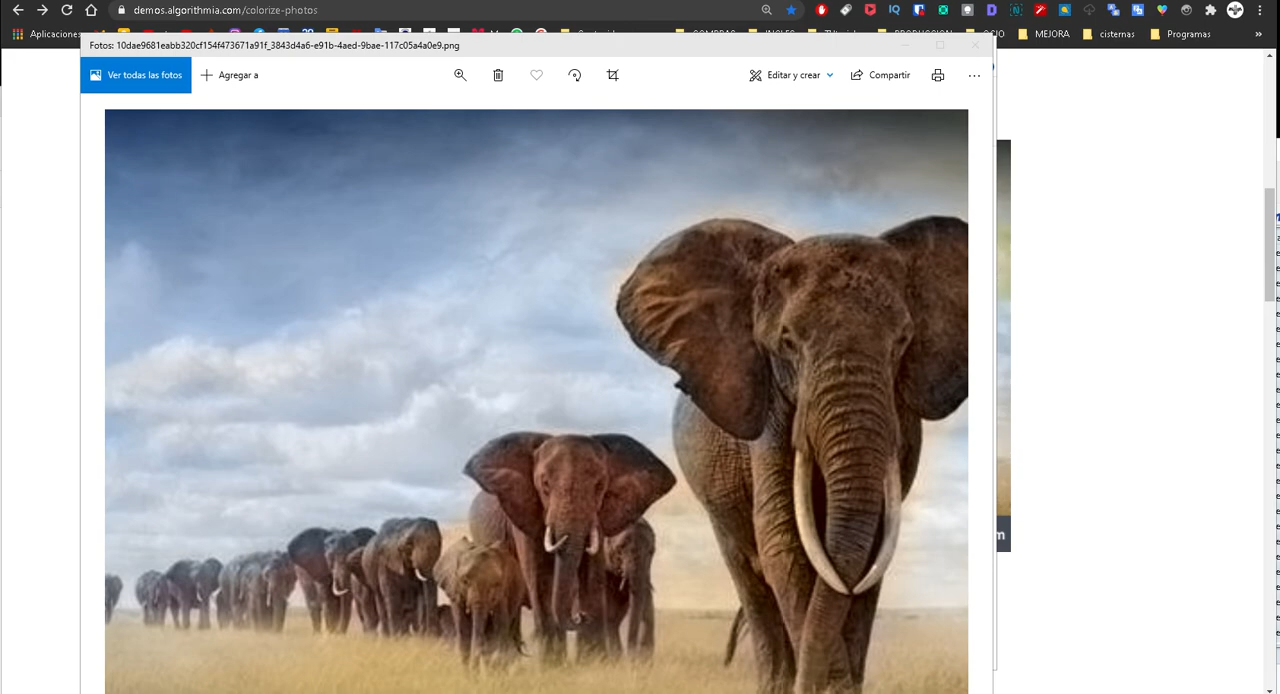 demos.algorithmia.com/colorize-photos
Aplicaciones
MEJORA
cisternas
Programas
»
Fotos: 10dae9681eabb320cf154f473671a91f_3843d4a6-e91b-4aed-9bae-117c05a4a0e9.png
Ver todas las fotos
Agregar a
Editar y crear
Compartir
m